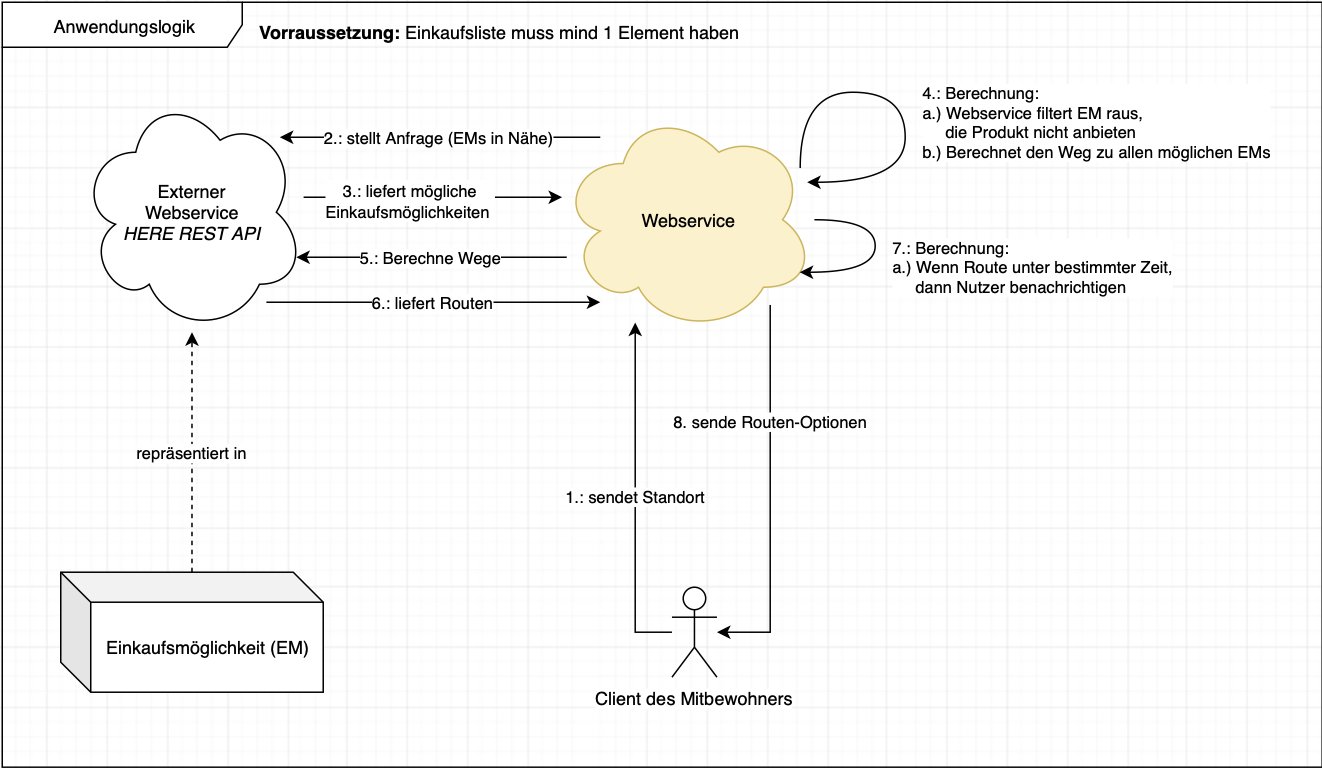 Anwendungslogik
Vorraussetzung: Einkaufsliste muss mind 1 Element haben
4.: Berechnung:
a.) Webservice filtert EM raus,
die Produkt nicht anbieten
b.) Berechnet den Weg zu allen möglichen EMs
2.: stellt Anfrage (EMs in Nähe)
Externer
Webservice
HERE REST API
3.: liefert mögliche
Einkaufsmöglichkeiten
Webservice
5.: Berechne Wege
7.: Berechnung:
a.) Wenn Route unter bestimmter Zeit,
dann Nutzer benachrichtigen
6.: liefert Routen
8. sende Routen-Optionen
repräsentiert in
1.: sendet Standort
Einkaufsmöglichkeit (EM)
Client des Mitbewohners